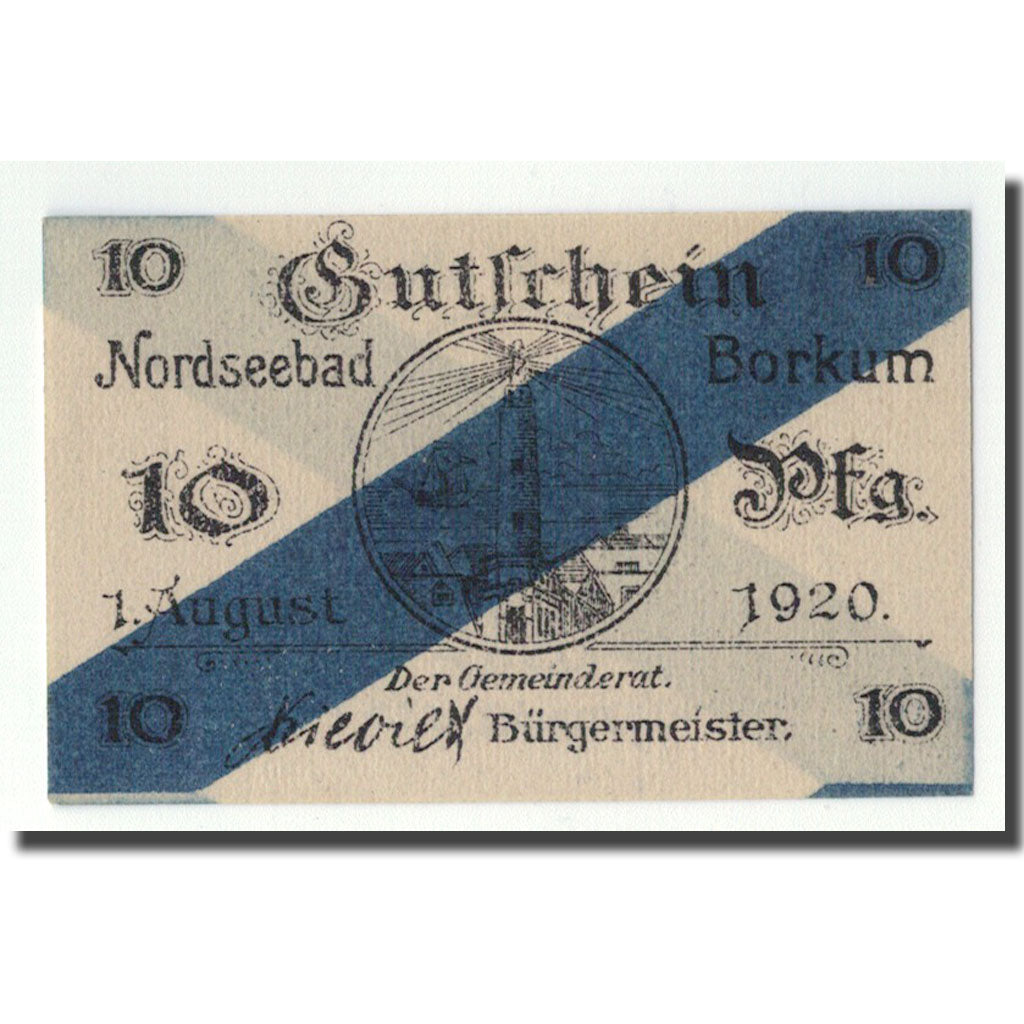 10 Gutschein 10
Nordseebad Borkum
10 Pfg.
1. August 1920.
Der Gemeinderat.
10 Bürgermeister. 10